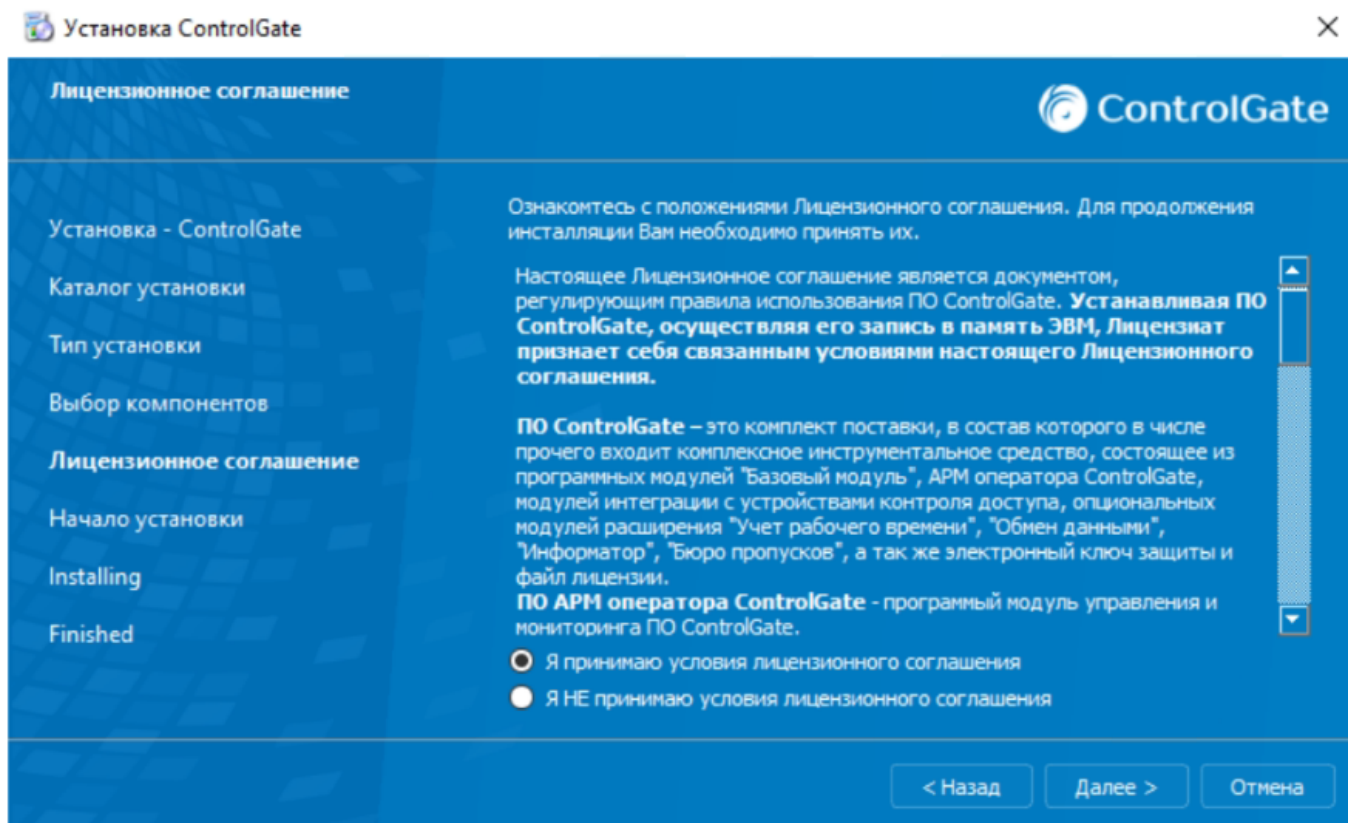 Установка ControlGate
Лицензионное соглашение
ControlGate
Установка - ControlGate
Каталог установки
Тип установки
Выбор компонентов
Лицензионное соглашение
Начало установки
Installing
Finished
Ознакомтесь с положениями Лицензионного соглашения. Для продолжения
инсталляции Вам необходимо принять их.
Настоящее Лицензионное соглашение является документом,
регулирующим правила использования ПО ControlGate. Устанавливая ПО
ControlGate, осуществляя его запись в память ЭВМ, Лицензиат
признает себя связанным условиями настоящего Лицензионного
соглашения.
ПО ControlGate – это комплект поставки, в состав которого в числе
прочего входит комплексное инструментальное средство, состоящее из
программных модулей "Базовый модуль", АРМ оператора ControlGate,
модулей интеграции с устройствами контроля доступа, опциональных
модулей расширения "Учет рабочего времени", "Обмен данными",
"Информатор", "Бюро пропусков", а так же электронный ключ защиты и
файл лицензии.
ПО АРМ оператора ControlGate - програмный модуль управления и
мониторинга ПО ControlGate.
Я принимаю условия лицензионного соглашения
Я НЕ принимаю условия лицензионного соглашения
< Назад
Далее >
Отмена